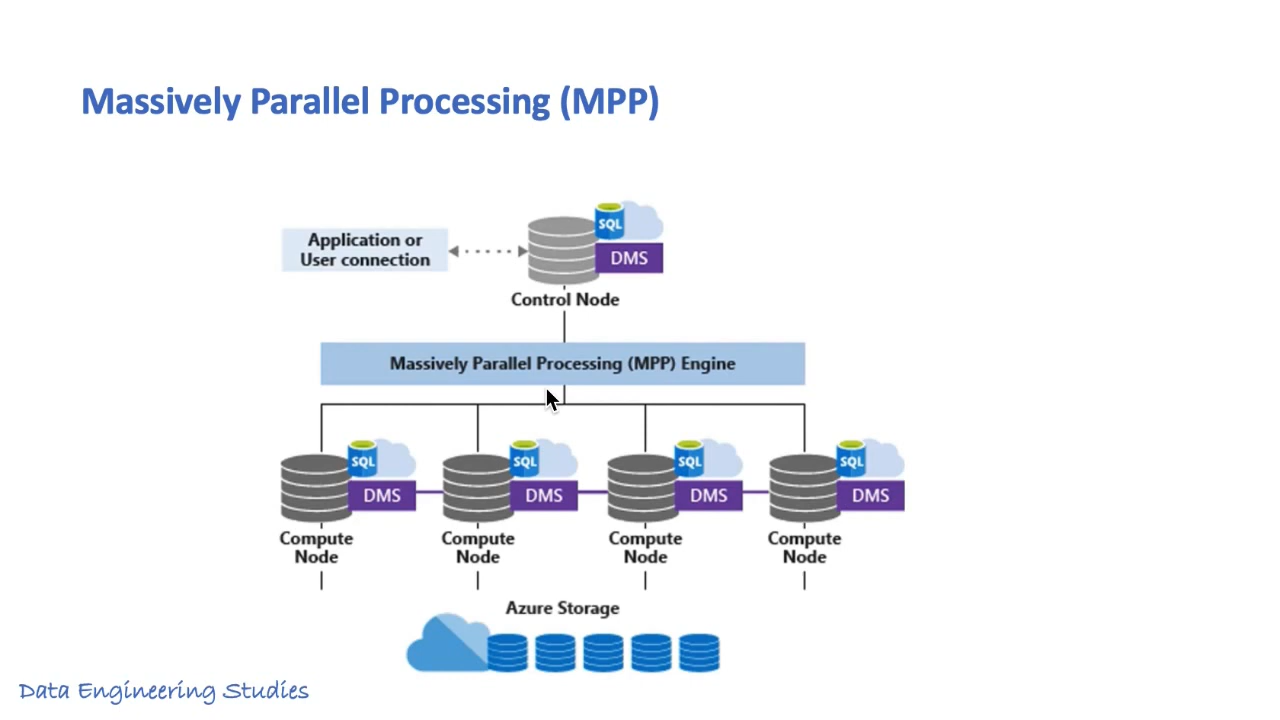 Massively Parallel Processing (MPP)
SQL
Application or
User connection
DMS
Control Node
Massively Parallel Processing (MPP) Engine
SQL
SQL
SQL
SQL
DMS
DMS
DMS
DMS
Compute
Node
Compute
Node
Compute
Node
Compute
Node
Azure Storage
Data Engineering Studies